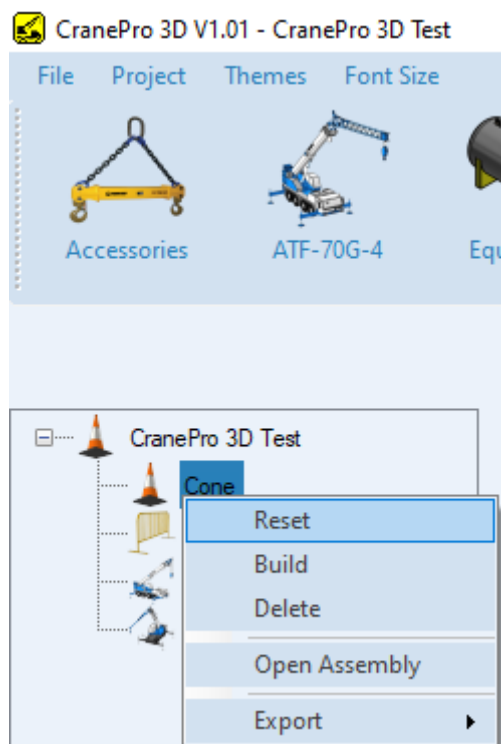 CranePro 3D V1.01 - CranePro 3D Test
File Project Themes Font Size
Accessories ATF-70G-4
CranePro 3D Test
Cone
Reset
Build
Delete
Open Assembly
Export